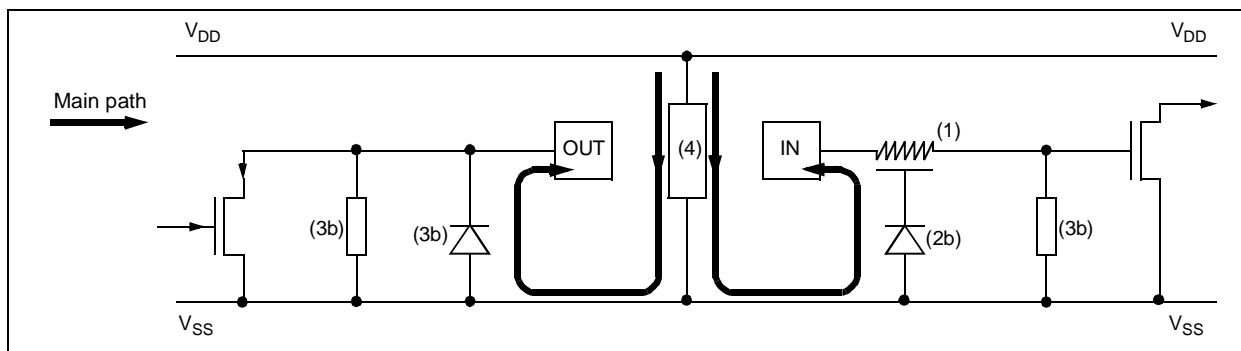 VDD
VDD
Main path
OUT
(4)
IN
(1)
(3b)
(3b)
(2b)
(3b)
VSS
VSS